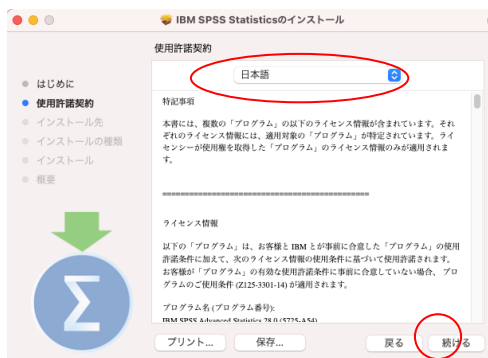 IBM SPSS Statisticsのインストール
使用許諾契約
はじめに
使用許諾契約
インストール先
インストールの種類
インストール
概要
日本語
特記事項
本書には、複数の「プログラム」の以下のライセンス情報が含まれています。それ
ぞれのライセンス情報には、適用対象の「プログラム」が特定されています。ライ
センシーが使用権を取得した「プログラム」のライセンス情報のみが適用されま
す。
==================================================
ライセンス情報
以下の「プログラム」は、お客様と IBM とが事前に合意した「プログラム」の使用
許諾条件に加えて、次のライセンス情報の使用条件に基づいて使用許諾されます。
お客様が「プログラム」の有効な使用許諾条件に事前に合意していない場合、 プロ
グラムのご使用条件 (Z125-3301-14) が適用されます。
プログラム名 (プログラム番号):
IBM SPSS Advanced Statistics 28.0 (5725-A54)
プリント...
保存...
戻る
続ける